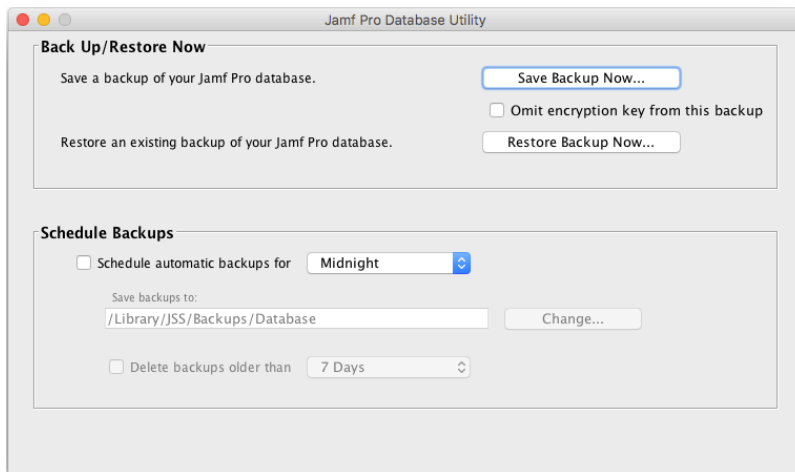 Jamf Pro Database Utility
Back Up/Restore Now
Save a backup of your Jamf Pro database.
Save Backup Now...
Omit encryption key from this backup
Restore an existing backup of your Jamf Pro database.
Restore Backup Now...
Schedule Backups
Schedule automatic backups for
Midnight
Save backups to:
/Library/JSS/Backups/Database
Change...
Delete backups older than
7 Days